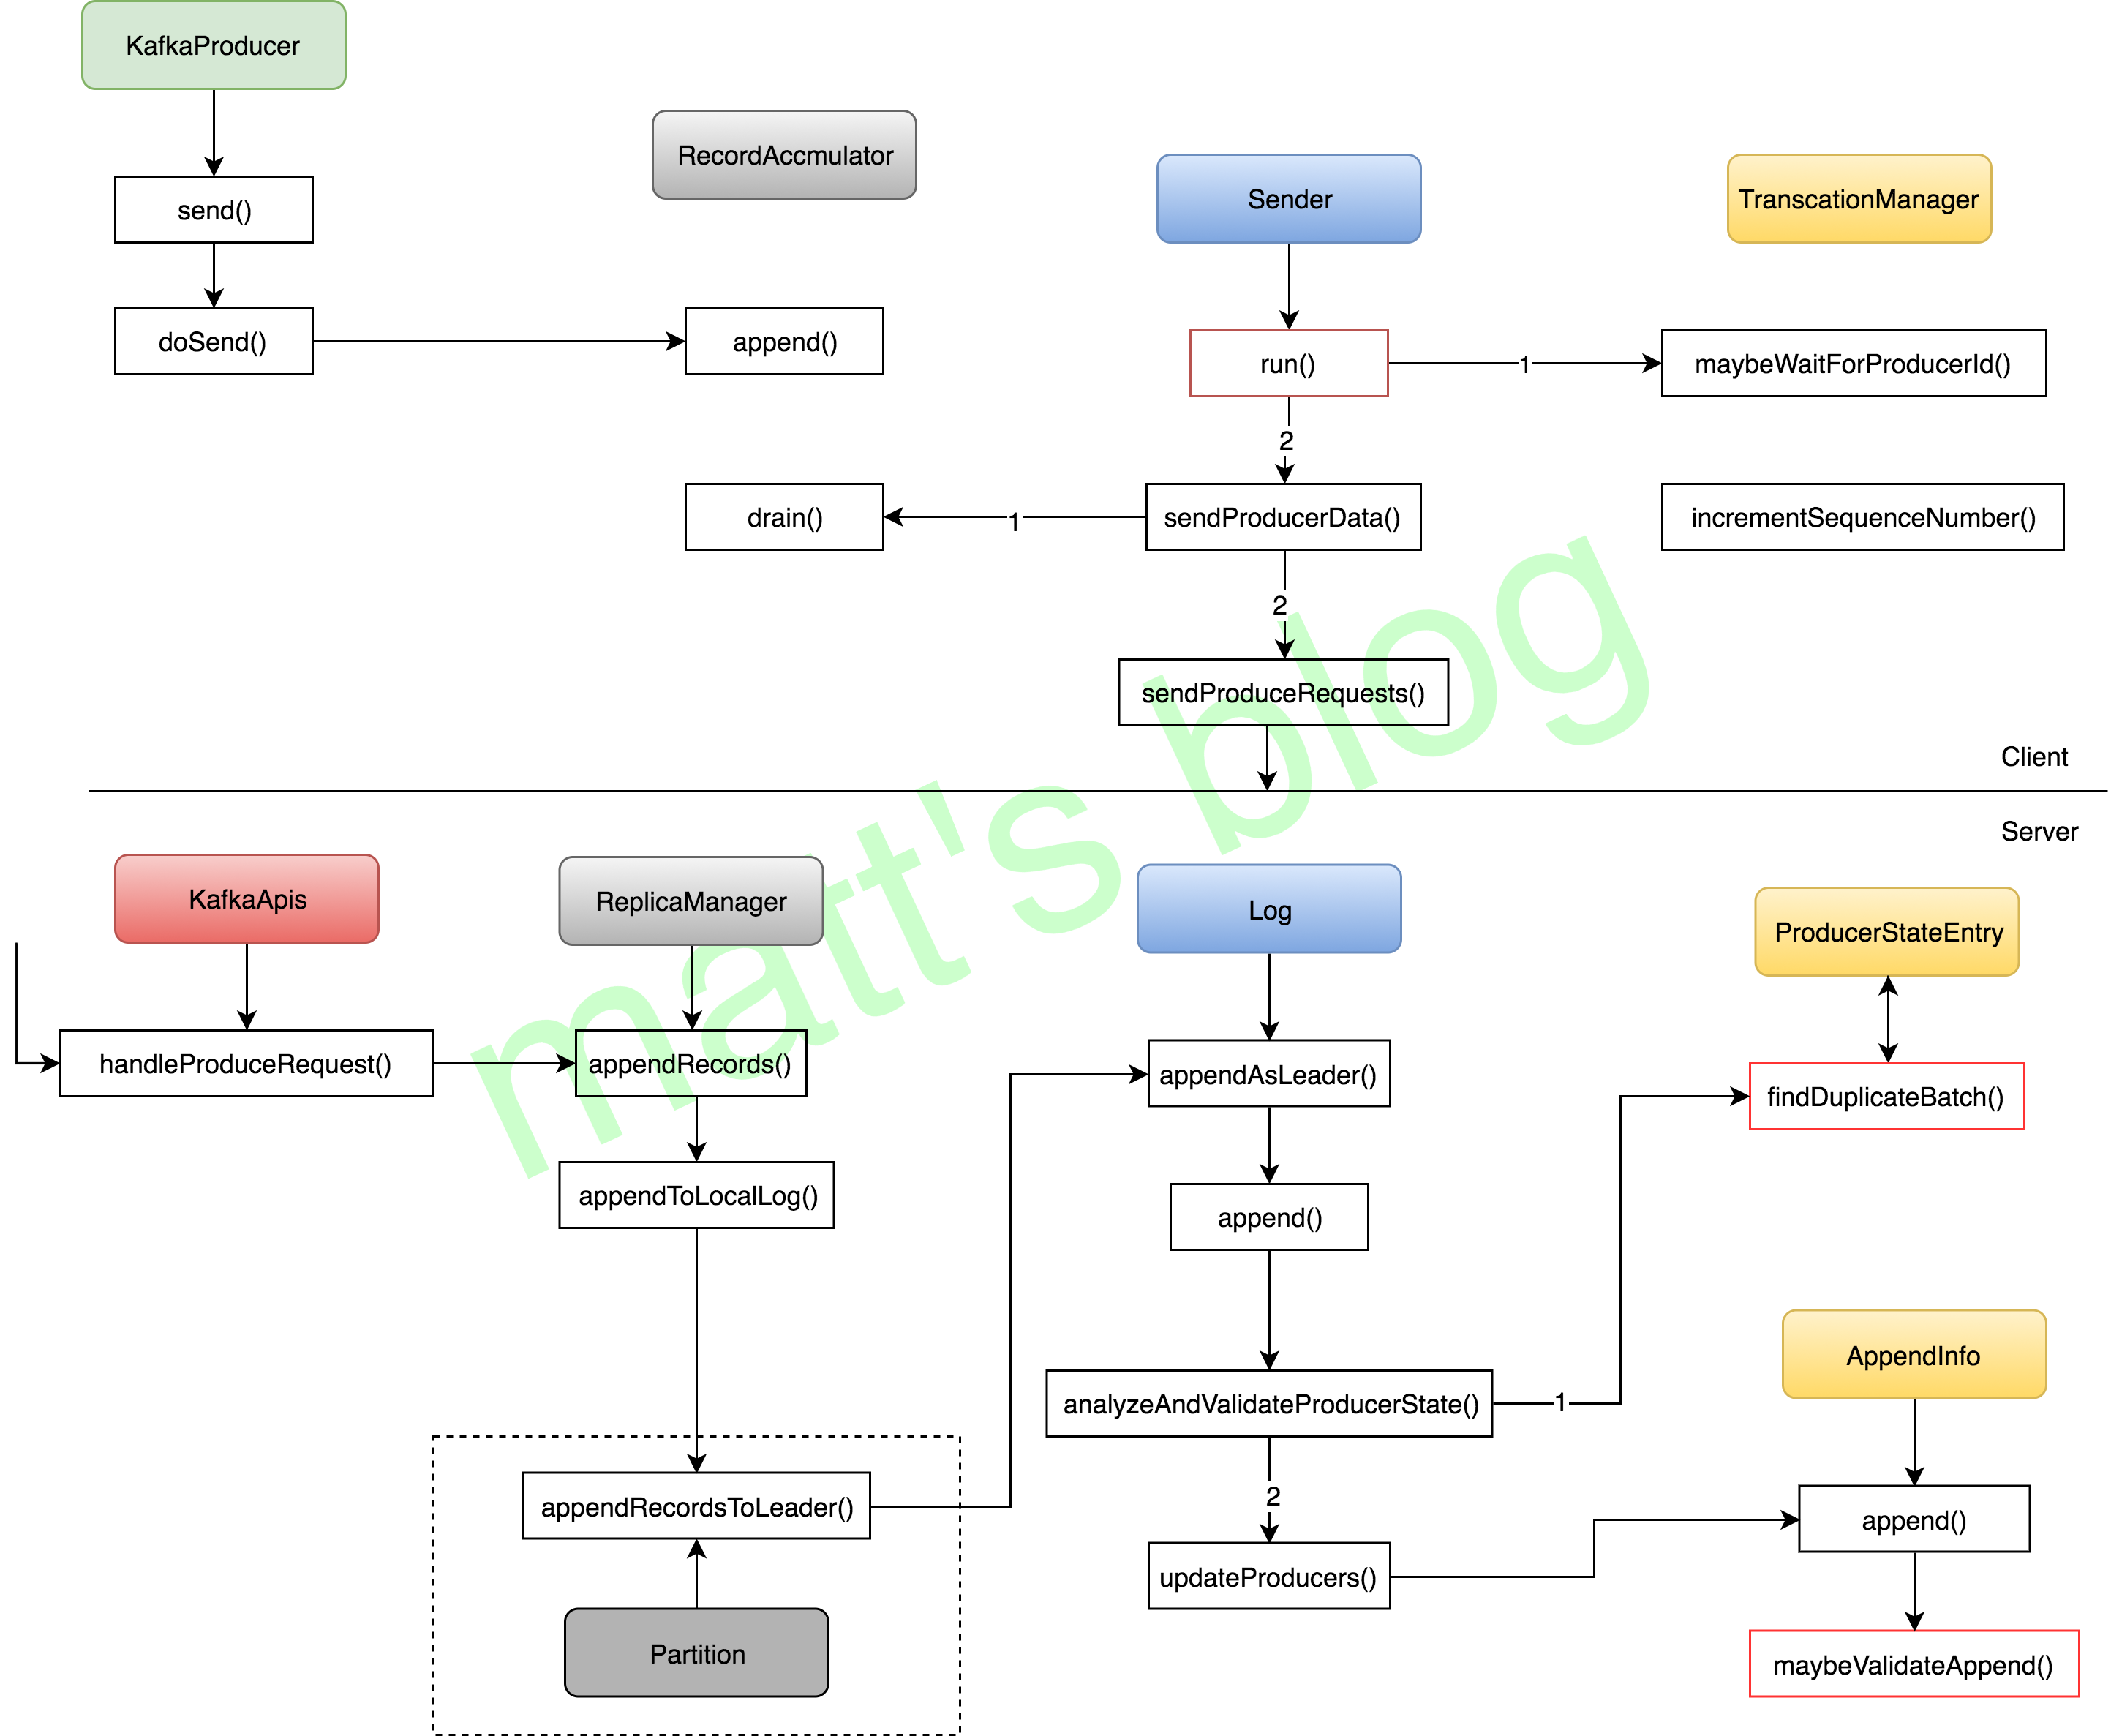 KafkaProducer
RecordAccmulator
Sender
TranscationManager
send()
doSend()
append()
run()
1
maybeWaitForProducerId()
2
drain()
1
sendProducerData()
incrementSequenceNumber()
2
sendProduceRequests()
Client
Server
matt's blog
KafkaApis
ReplicaManager
Log
ProducerStateEntry
handleProduceRequest()
appendRecords()
appendAsLeader()
findDuplicateBatch()
appendToLocalLog()
append()
AppendInfo
analyzeAndValidateProducerState()
1
2
appendRecordsToLeader()
append()
updateProducers()
Partition
maybeValidateAppend()